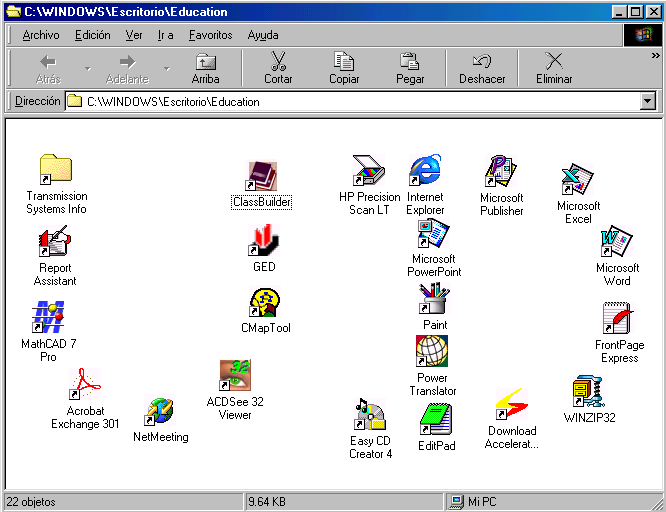 C:\WINDOWS\Escritorio\Education
Archivo Edición Ver Ir a Favoritos Ayuda
Atrás Adelante Arriba Cortar Copiar Pegar Deshacer Eliminar
Dirección C:\WINDOWS\Escritorio\Education
Transmission
Systems Info
ClassBuilder
HP Precision
Scan LT
Internet
Explorer
Microsoft
Publisher
Microsoft
Excel
Report
Assistant
GED
Microsoft
PowerPoint
Microsoft
Word
MathCAD 7
Pro
CMapTool
Paint
FrontPage
Express
Acrobat
Exchange 301
NetMeeting
ACDSee 32
Viewer
Power
Translator
Easy CD
Creator 4
EditPad
Download
Accelerat...
WINZIP32
22 objetos 9.64 KB Mi PC